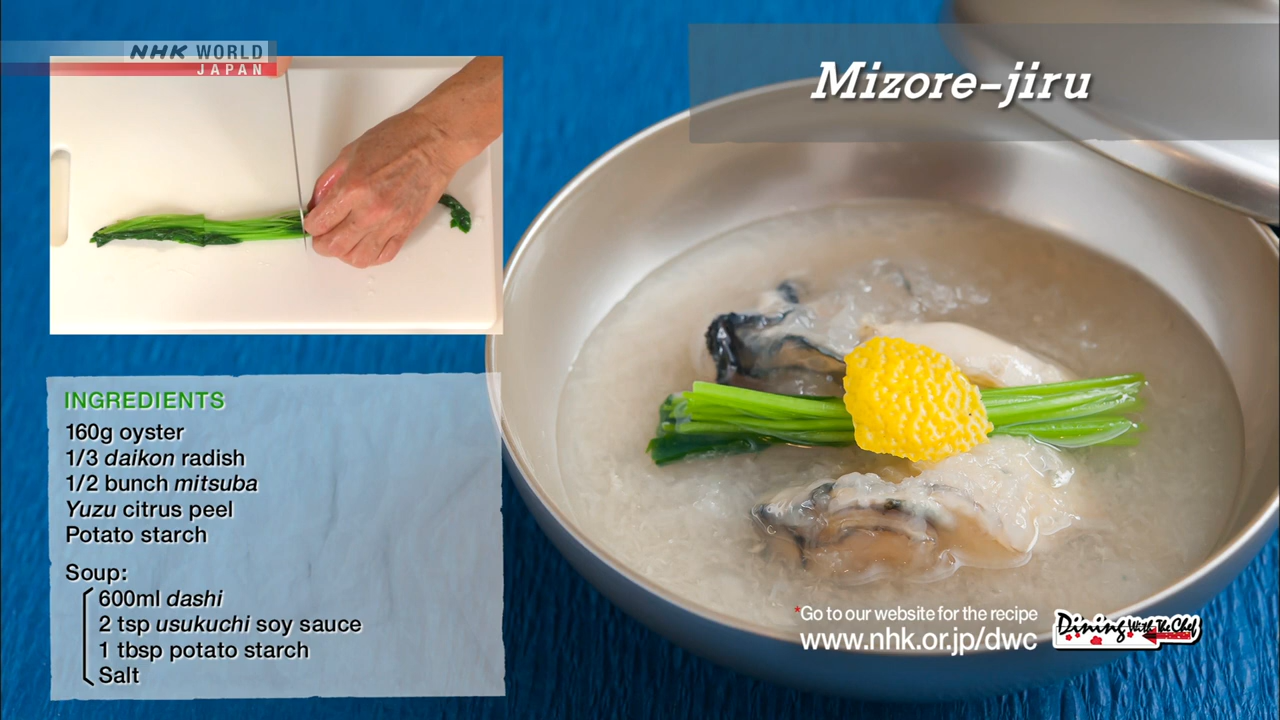 NHK WORLD
JAPAN
Mizore-jiru
INGREDIENTS
160g oyster
1/3 daikon radish
1/2 bunch mitsuba
Yuzu citrus peel
Potato starch
Soup:
600ml dashi
2 tsp usukuchi soy sauce
1 tbsp potato starch
Salt
*Go to our website for the recipe
www.nhk.or.jp/dwc
Dining With The Chef